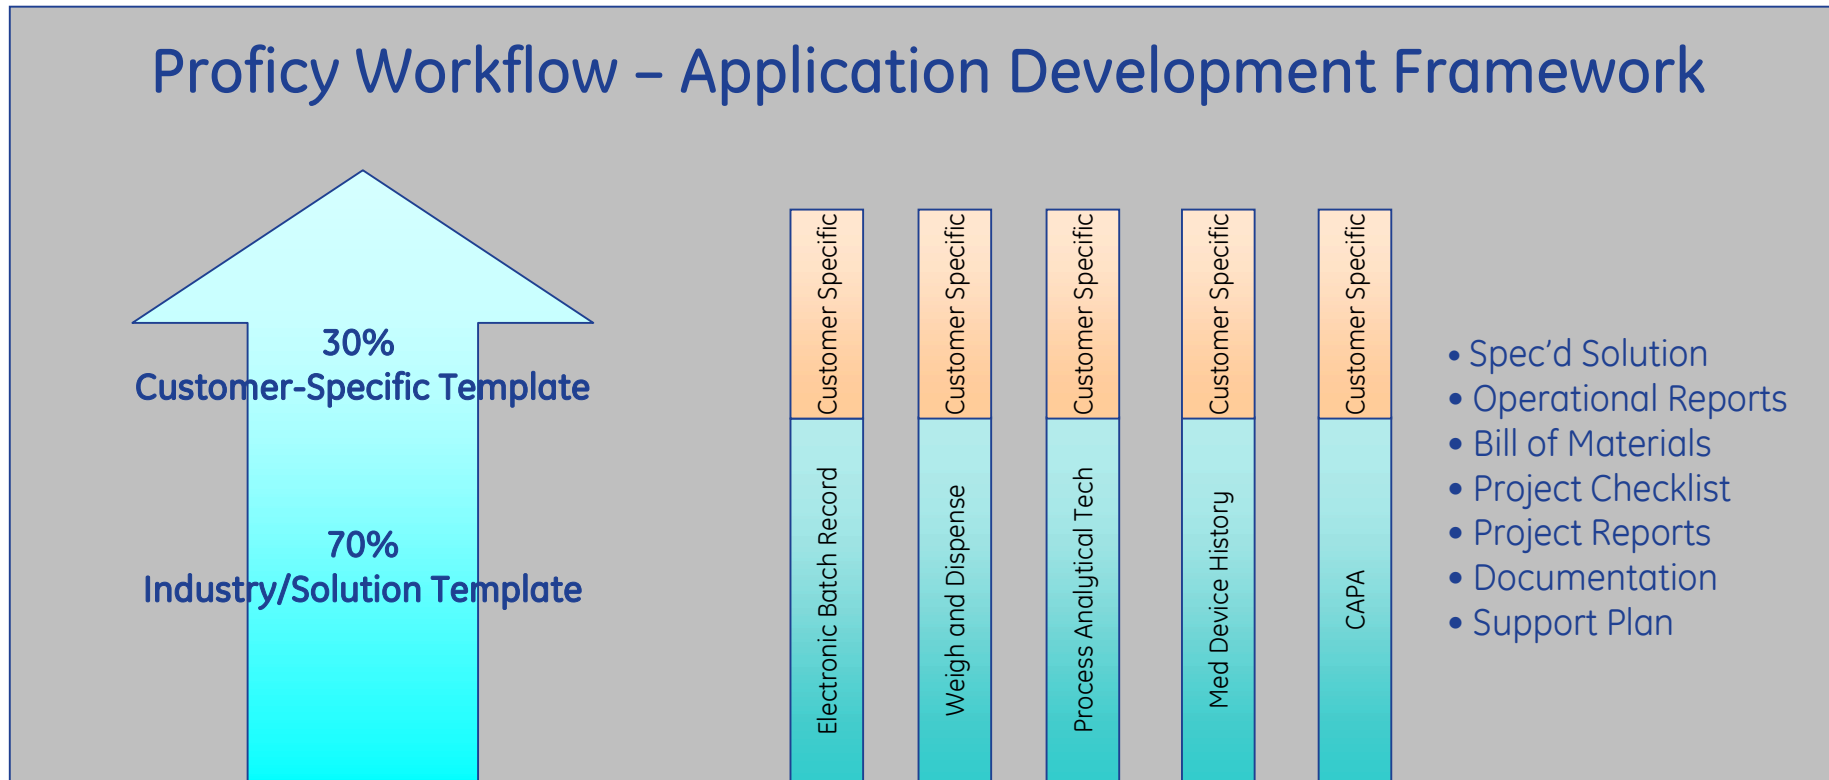 Proficy Workflow – Application Development Framework
30%
Customer-Specific Template
70%
Industry/Solution Template
Customer Specific
Electronic Batch Record
Customer Specific
Weigh and Dispense
Customer Specific
Process Analytical Tech
Customer Specific
Med Device History
Customer Specific
CAPA
• Spec’d Solution
• Operational Reports
• Bill of Materials
• Project Checklist
• Project Reports
• Documentation
• Support Plan